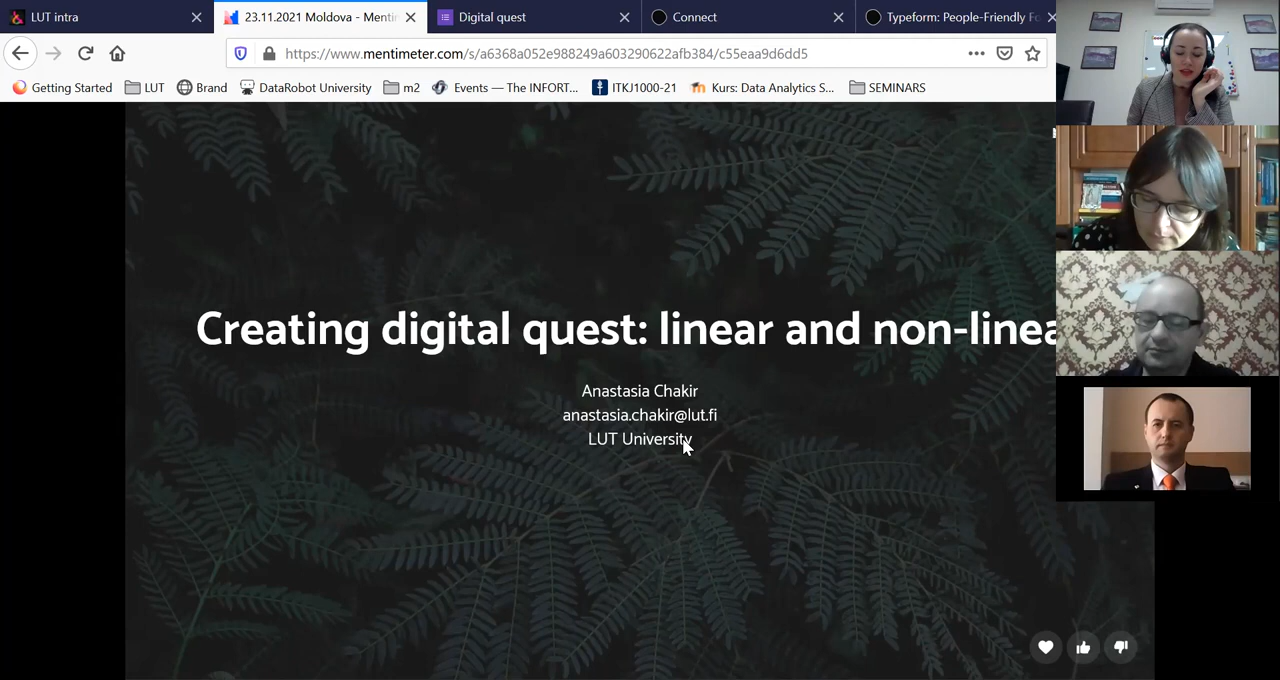 LUT intra
23.11.2021 Moldova - Mentin
Digital quest
Connect
Typeform: People-Friendly Fo
https://www.mentimeter.com/s/a6368a052e988249a603290622afb384/c55eaa9d6dd5
Getting Started
LUT
Brand
DataRobot University
m2
Events — The INFORT...
ITKJ1000-21
Kurs: Data Analytics S...
SEMINARS
Creating digital quest: linear and non-linea
Anastasia Chakir
anastasia.chakir@lut.fi
LUT University